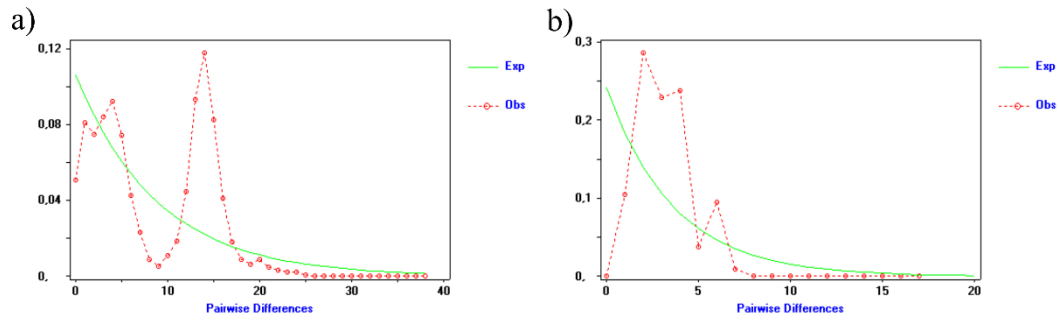 a)
0,12
0,08
0,04
0,
0
10
20
30
40
Pairwise Differences
Exp
Obs
b)
0,3
0,2
0,1
0,
0
5
10
15
20
Pairwise Differences
Exp
Obs